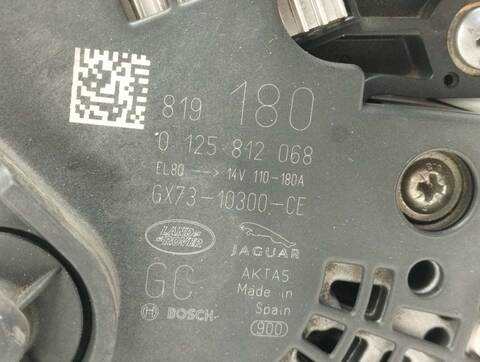 819 180
0 125 812 068
EL80 --> 14V 110-180A
GX73-10300-CE
LAND ROVER
JAGUAR
GC AKTAS
Made in
Spain
BOSCH
900